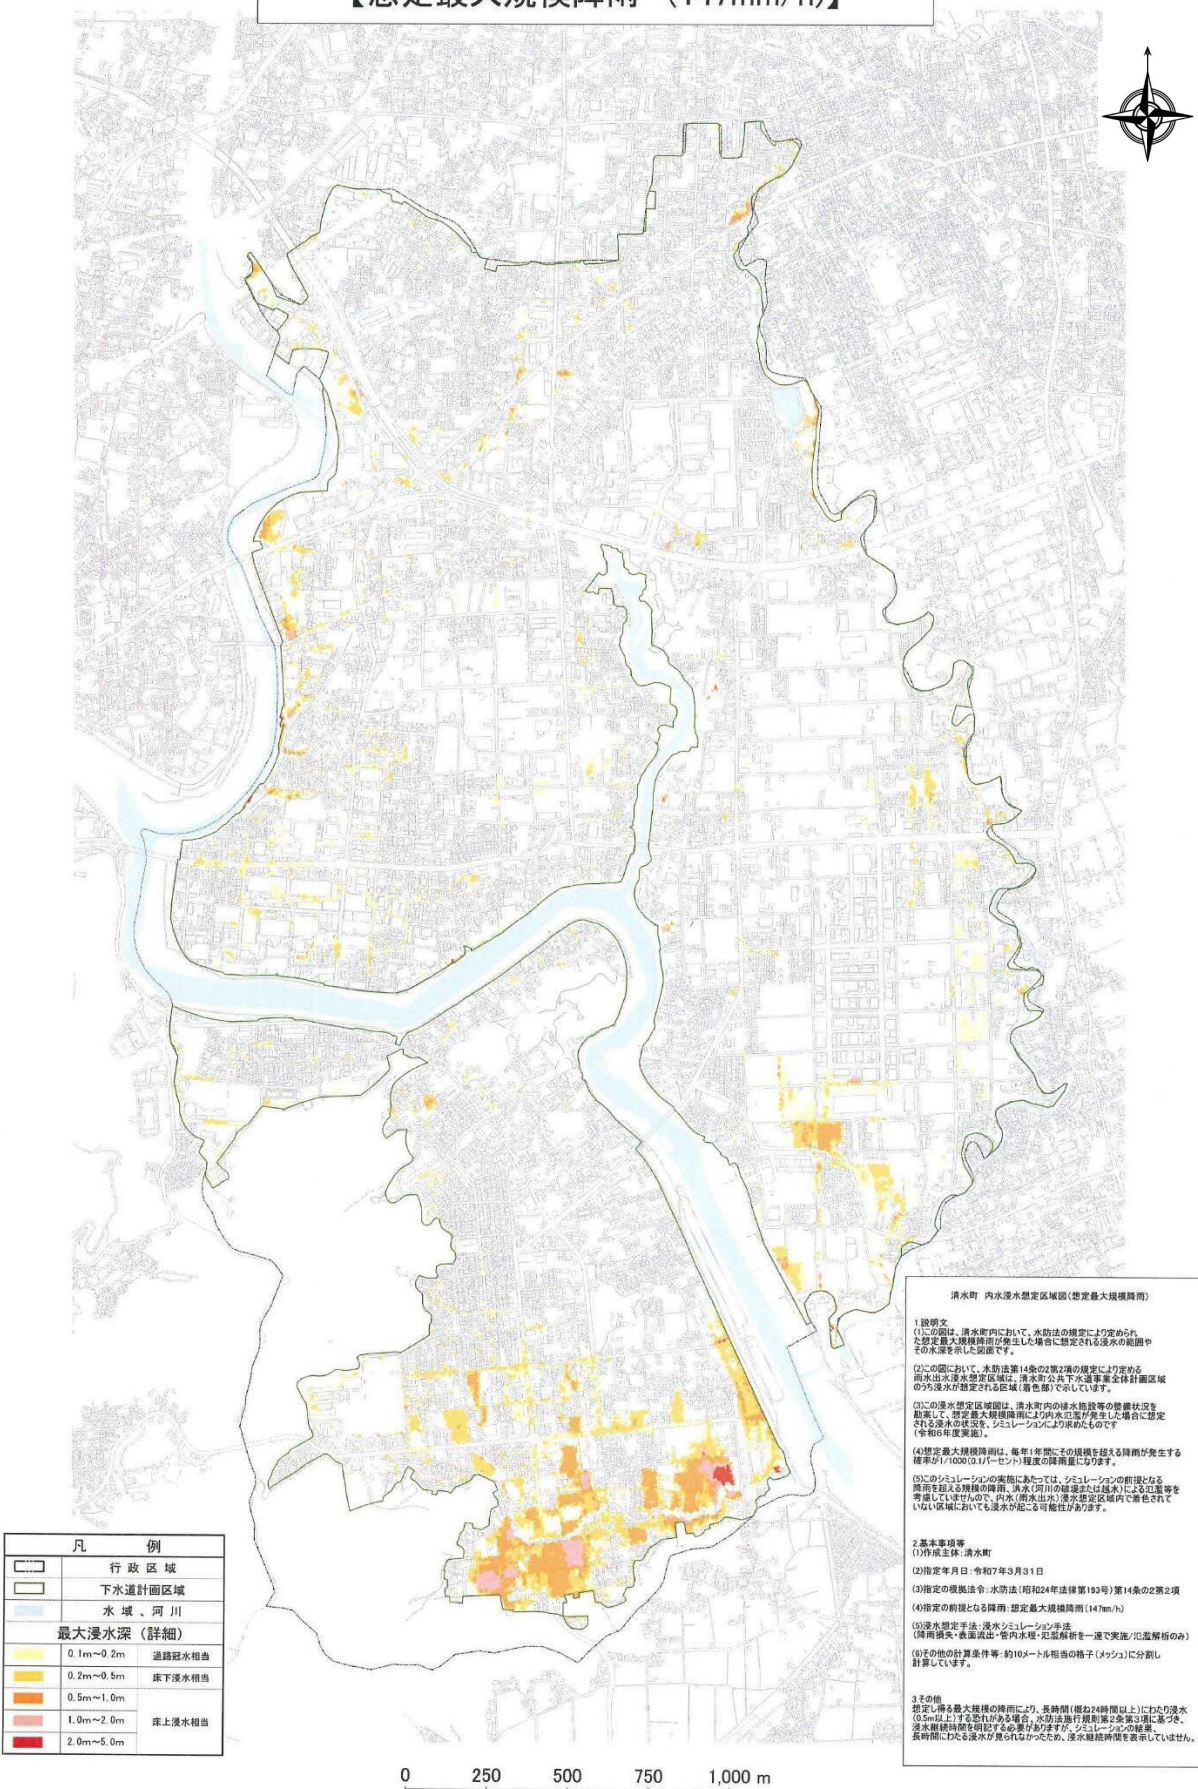 【想定最大規模降雨 (147mm/h)】
清水町 内水浸水想定区域図(想定最大規模降雨)
1.説明文
(1)この図は、清水町内において、水防法の規定により定められ
た想定最大規模降雨が発生した場合に想定される浸水の範囲や
その水深を示した図面です。
(2)この図において、水防法第14条の2第2項の規定により定める
雨水出水浸水想定区域は、清水町公共下水道事業全体計画区域
のうち浸水が想定される区域(着色部)で示しています。
(3)この浸水想定区域図は、清水町内の排水施設等の整備状況を
勘案して、想定最大規模降雨により内水氾濫が発生した場合に想定
される浸水の状況を、シミュレーションにより求めたものです
(令和6年度実施)。
(4)想定最大規模降雨は、毎年1年間にその規模を超える降雨が発生する
確率が1/1000(0.1パーセント)程度の降雨量になります。
(5)このシミュレーションの実施にあたっては、シミュレーションの前提となる
降雨を超える規模の降雨、洪水(河川の破堤または越水)による氾濫等を
考慮していませんので、内水(雨水出水)浸水想定区域内で着色されて
いない区域においても浸水が起こる可能性があります。
2.基本事項等
(1)作成主体:清水町
(2)指定年月日:令和7年3月31日
(3)指定の根拠法令:水防法(昭和24年法律第193号)第14条の2第2項
(4)指定の前提となる降雨:想定最大規模降雨(147mm/h)
(5)浸水想定手法:浸水シミュレーション手法
(降雨損失・表面流出・管内水理・氾濫解析を一連で実施/氾濫解析のみ)
(6)その他の計算条件等:約10メートル相当の格子(メッシュ)に分割し
計算しています。
3.その他
想定し得る最大規模の降雨により、長時間(概ね24時間以上)にわたり浸水
(0.5m以上)する恐れがある場合、水防法施行規則第2条第3項に基づき、
浸水継続時間を明記する必要がありますが、シミュレーションの結果、
長時間にわたる浸水が見られなかったため、浸水継続時間を表示していません。
凡 例
行政区域
下水道計画区域
水域、河川
最大浸水深(詳細)
0.1m~0.2m 道路冠水相当
0.2m~0.5m 床下浸水相当
0.5m~1.0m
1.0m~2.0m 床上浸水相当
2.0m~5.0m
0 250 500 750 1,000 m